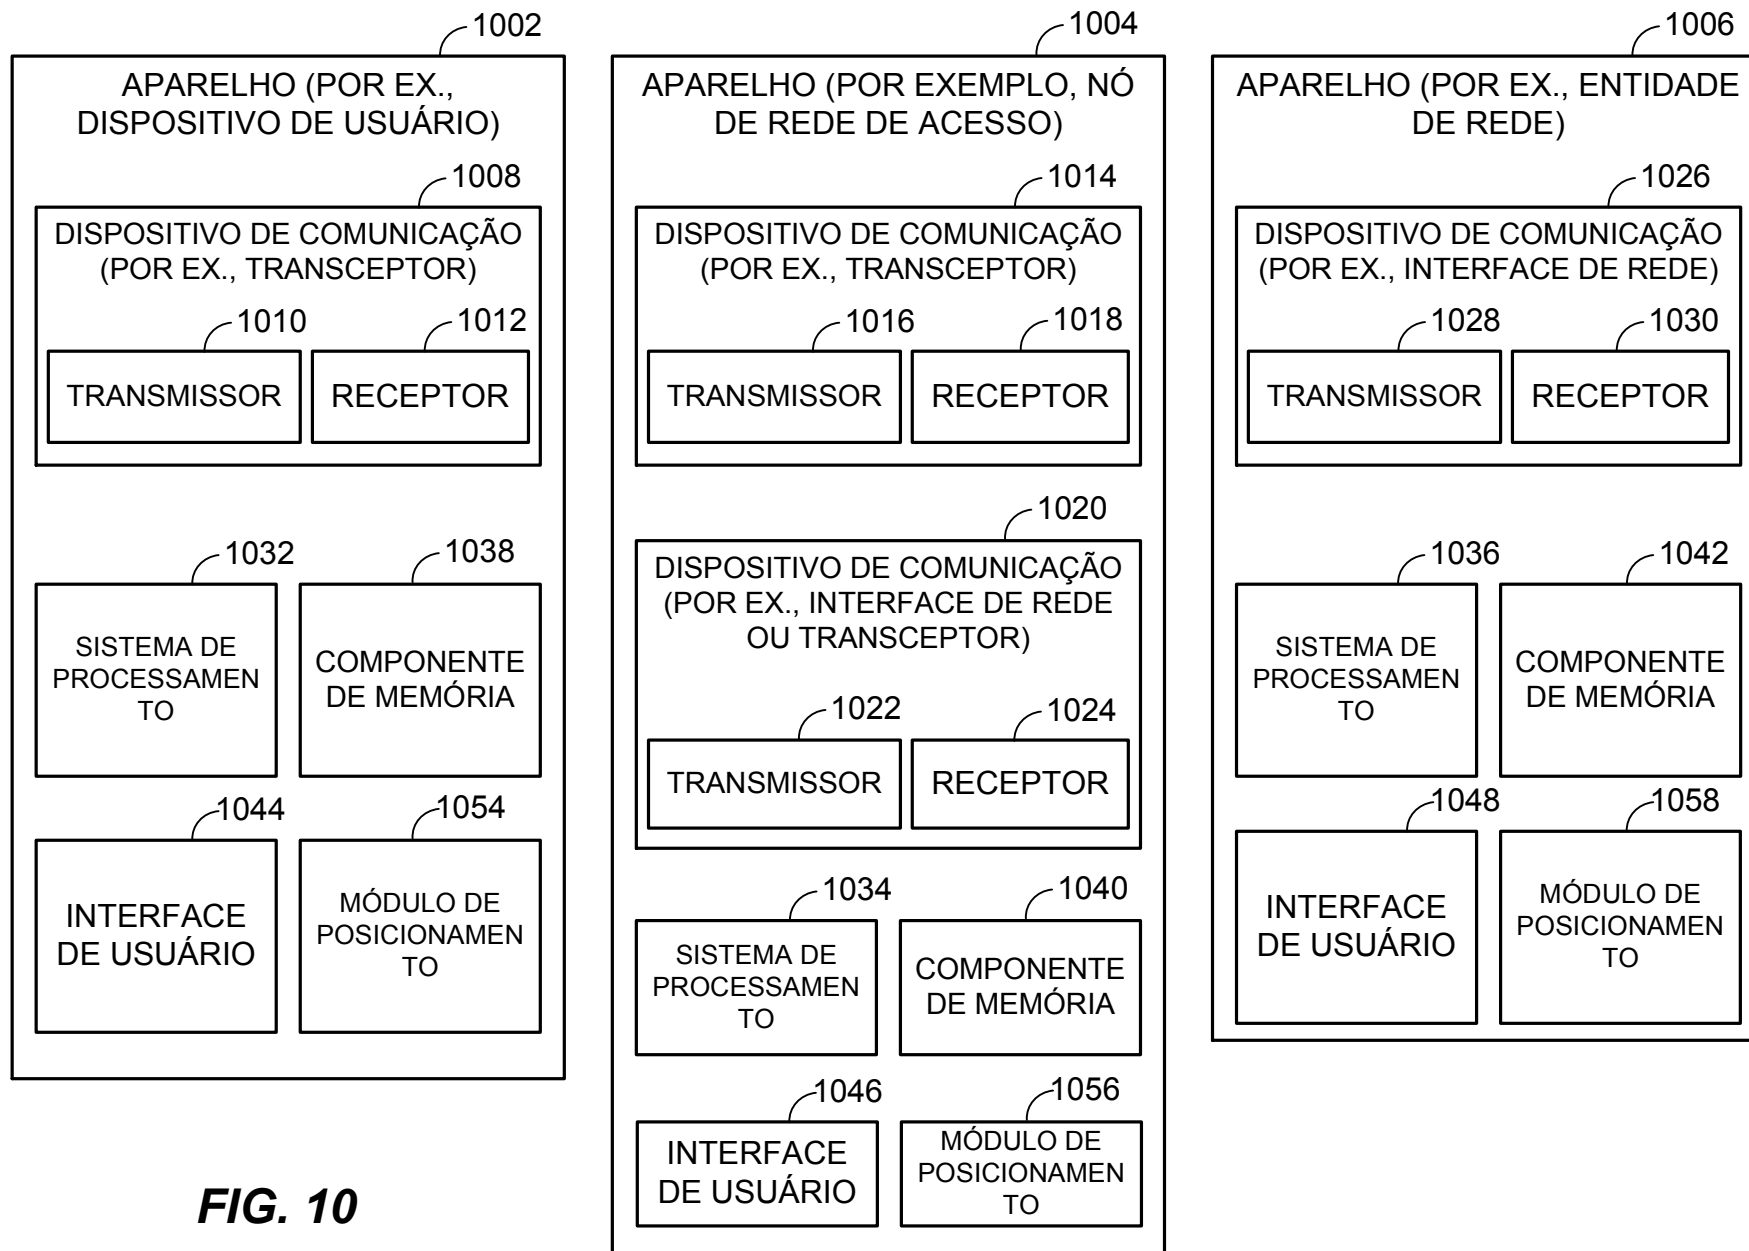 1002
APARELHO (POR EX.,
DISPOSITIVO DE USUÁRIO)
1008
DISPOSITIVO DE COMUNICAÇÃO
(POR EX., TRANSCEPTOR)
1010
1012
TRANSMISSOR
RECEPTOR
1032
1038
SISTEMA DE
PROCESSAMEN
TO
COMPONENTE
DE MEMÓRIA
1044
1054
INTERFACE
DE USUÁRIO
MÓDULO DE
POSICIONAMEN
TO
1004
APARELHO (POR EXEMPLO, NÓ
DE REDE DE ACESSO)
1014
DISPOSITIVO DE COMUNICAÇÃO
(POR EX., TRANSCEPTOR)
1016
1018
TRANSMISSOR
RECEPTOR
1020
DISPOSITIVO DE COMUNICAÇÃO
(POR EX., INTERFACE DE REDE
OU TRANSCEPTOR)
1022
1024
TRANSMISSOR
RECEPTOR
1034
1040
SISTEMA DE
PROCESSAMEN
TO
COMPONENTE
DE MEMÓRIA
1046
1056
INTERFACE
DE USUÁRIO
MÓDULO DE
POSICIONAMEN
TO
1006
APARELHO (POR EX., ENTIDADE
DE REDE)
1026
DISPOSITIVO DE COMUNICAÇÃO
(POR EX., INTERFACE DE REDE)
1028
1030
TRANSMISSOR
RECEPTOR
1036
1042
SISTEMA DE
PROCESSAMEN
TO
COMPONENTE
DE MEMÓRIA
1048
1058
INTERFACE
DE USUÁRIO
MÓDULO DE
POSICIONAMEN
TO
FIG. 10